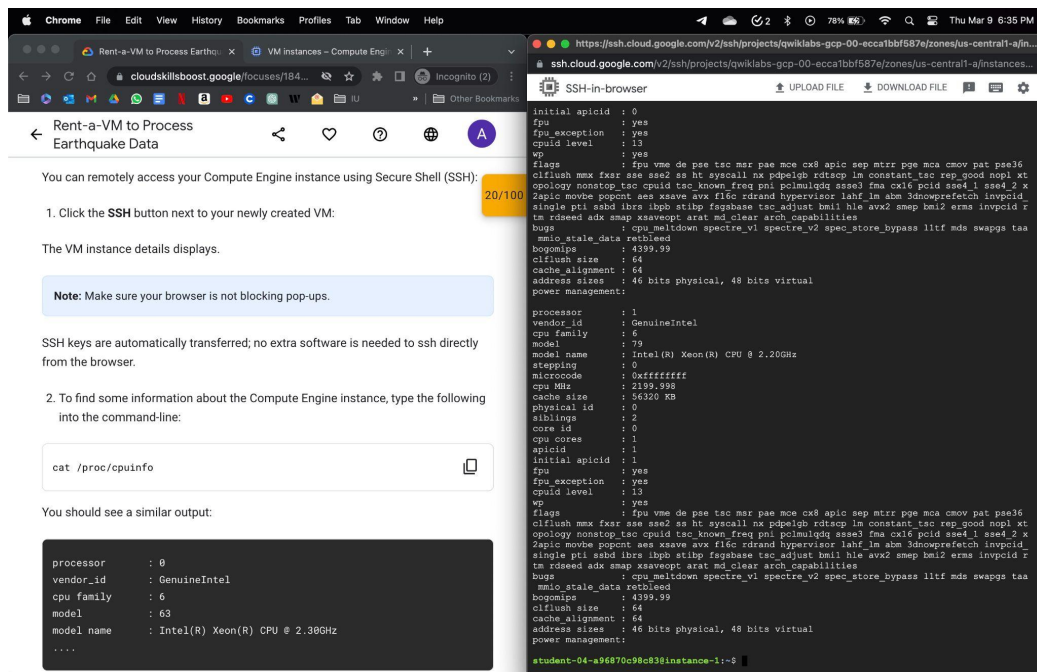 Chrome File Edit View History Bookmarks Profiles Tab Window Help
2 78% Thu Mar 9 6:35 PM
Rent-a-VM to Process Earthqu
VM instances – Compute Engin
cloudskillsboost.google/focuses/184...
Incognito (2)
IU
» Other Bookmarks
Rent-a-VM to Process
Earthquake Data
A
You can remotely access your Compute Engine instance using Secure Shell (SSH):
20/100
1. Click the SSH button next to your newly created VM:
The VM instance details displays.
Note: Make sure your browser is not blocking pop-ups.
SSH keys are automatically transferred; no extra software is needed to ssh directly
from the browser.
2. To find some information about the Compute Engine instance, type the following
into the command-line:
cat /proc/cpuinfo
You should see a similar output:
processor : 0
vendor_id : GenuineIntel
cpu family : 6
model : 63
model name : Intel(R) Xeon(R) CPU @ 2.30GHz
....
https://ssh.cloud.google.com/v2/ssh/projects/qwiklabs-gcp-00-ecca1bbf587e/zones/us-central1-a/in...
ssh.cloud.google.com/v2/ssh/projects/qwiklabs-gcp-00-ecca1bbf587e/zones/us-central1-a/instances...
SSH-in-browser
UPLOAD FILE
DOWNLOAD FILE
initial apicid : 0
fpu : yes
fpu_exception : yes
cpuid level : 13
wp : yes
flags : fpu vme de pse tsc msr pae mce cx8 apic sep mtrr pge mca cmov pat pse36
clflush mmx fxsr sse sse2 ss ht syscall nx pdpe1gb rdtscp lm constant_tsc rep_good nopl xt
opology nonstop_tsc cpuid tsc_known_freq pni pclmulqdq ssse3 fma cx16 pcid sse4_1 sse4_2 x
2apic movbe popcnt aes xsave avx f16c rdrand hypervisor lahf_lm abm 3dnowprefetch invpcid_
single pti ssbd ibrs ibpb stibp fsgsbase tsc_adjust bmi1 hle avx2 smep bmi2 erms invpcid r
tm rdseed adx smap xsaveopt arat md_clear arch_capabilities
bugs : cpu_meltdown spectre_v1 spectre_v2 spec_store_bypass l1tf mds swapgs taa
mmio_stale_data retbleed
bogomips : 4399.99
clflush size : 64
cache_alignment : 64
address sizes : 46 bits physical, 48 bits virtual
power management:
processor : 1
vendor_id : GenuineIntel
cpu family : 6
model : 79
model name : Intel(R) Xeon(R) CPU @ 2.20GHz
stepping : 0
microcode : 0xffffffff
cpu MHz : 2199.998
cache size : 56320 KB
physical id : 0
siblings : 2
core id : 0
cpu cores : 1
apicid : 1
initial apicid : 1
fpu : yes
fpu_exception : yes
cpuid level : 13
wp : yes
flags : fpu vme de pse tsc msr pae mce cx8 apic sep mtrr pge mca cmov pat pse36
clflush mmx fxsr sse sse2 ss ht syscall nx pdpe1gb rdtscp lm constant_tsc rep_good nopl xt
opology nonstop_tsc cpuid tsc_known_freq pni pclmulqdq ssse3 fma cx16 pcid sse4_1 sse4_2 x
2apic movbe popcnt aes xsave avx f16c rdrand hypervisor lahf_lm abm 3dnowprefetch invpcid_
single pti ssbd ibrs ibpb stibp fsgsbase tsc_adjust bmi1 hle avx2 smep bmi2 erms invpcid r
tm rdseed adx smap xsaveopt arat md_clear arch_capabilities
bugs : cpu_meltdown spectre_v1 spectre_v2 spec_store_bypass l1tf mds swapgs taa
mmio_stale_data retbleed
bogomips : 4399.99
clflush size : 64
cache_alignment : 64
address sizes : 46 bits physical, 48 bits virtual
power management:
student-04-a96870c98c83@instance-1:~$